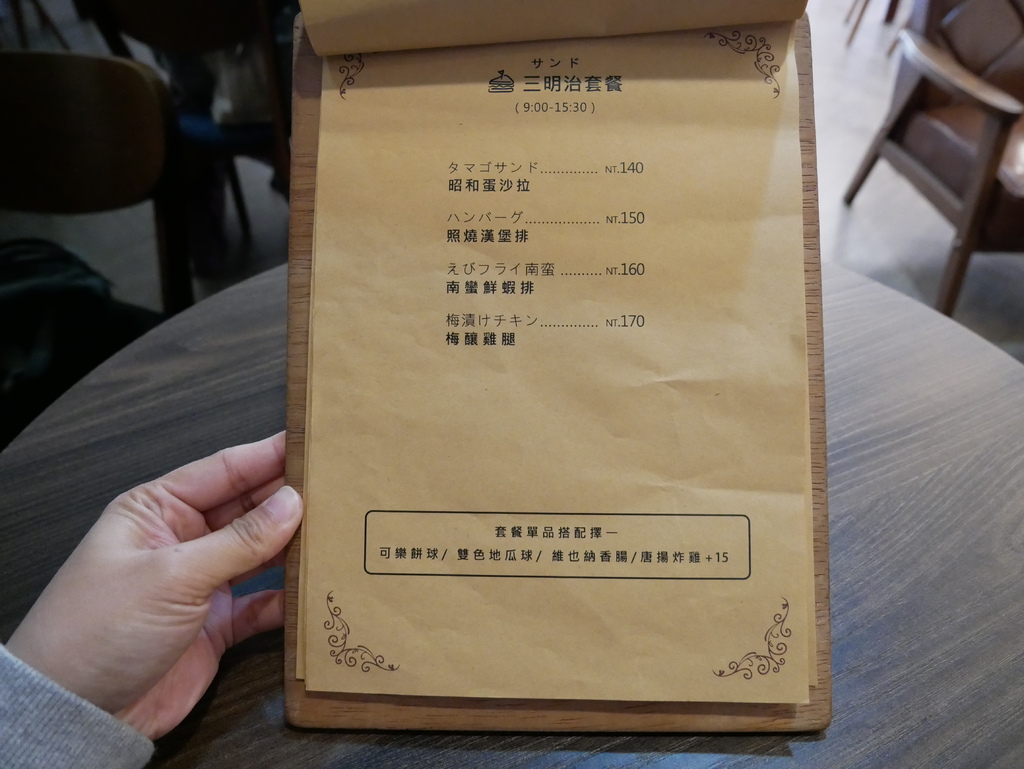 サンド
三明治套餐
( 9:00-15:30 )
タマゴサンド.............. NT.140
昭和蛋沙拉
ハンバーグ.................. NT.150
照燒漢堡排
えびフライ南蛮 .......... NT.160
南蠻鮮蝦排
梅漬けチキン.............. NT.170
梅釀雞腿
套餐單品搭配擇一
可樂餅球/ 雙色地瓜球/ 維也納香腸/唐揚炸雞 +15